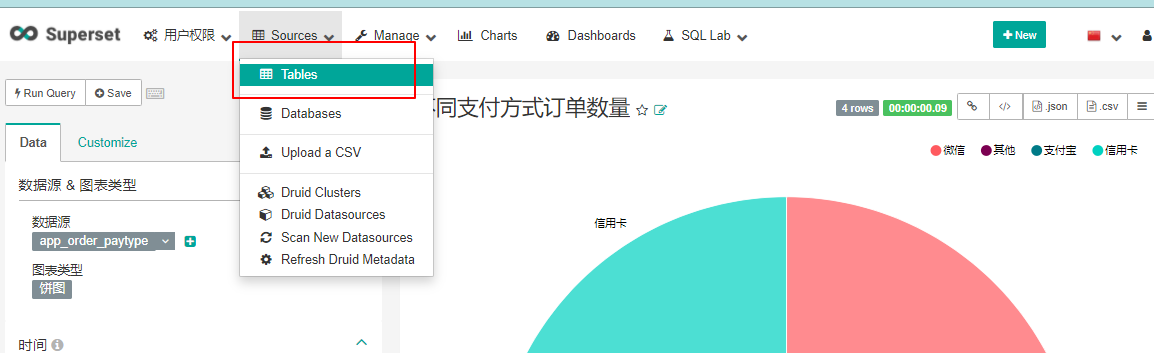 Superset 用户权限 Sources Manage Charts Dashboards SQL Lab New
Tables
Databases
Upload a CSV
Druid Clusters
Druid Datasources
Scan New Datasources
Refresh Druid Metadata
Run Query Save
Data Customize
数据源 & 图表类型
数据源
app_order_paytype
图表类型
饼图
时间
同支付方式订单数量 4 rows 00:00:00.09 .json .csv
微信 其他 支付宝 信用卡
信用卡